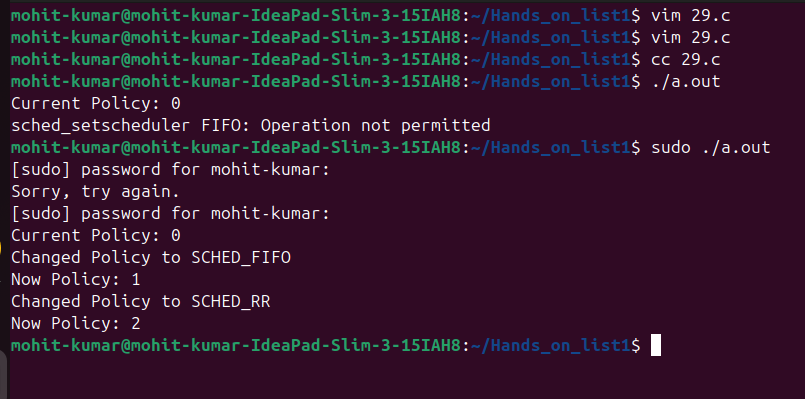 mohit-kumar@mohit-kumar-IdeaPad-Slim-3-15IAH8:~/Hands_on_list1$ vim 29.c
mohit-kumar@mohit-kumar-IdeaPad-Slim-3-15IAH8:~/Hands_on_list1$ vim 29.c
mohit-kumar@mohit-kumar-IdeaPad-Slim-3-15IAH8:~/Hands_on_list1$ cc 29.c
mohit-kumar@mohit-kumar-IdeaPad-Slim-3-15IAH8:~/Hands_on_list1$ ./a.out
Current Policy: 0
sched_setscheduler FIFO: Operation not permitted
mohit-kumar@mohit-kumar-IdeaPad-Slim-3-15IAH8:~/Hands_on_list1$ sudo ./a.out
[sudo] password for mohit-kumar:
Sorry, try again.
[sudo] password for mohit-kumar:
Current Policy: 0
Changed Policy to SCHED_FIFO
Now Policy: 1
Changed Policy to SCHED_RR
Now Policy: 2
mohit-kumar@mohit-kumar-IdeaPad-Slim-3-15IAH8:~/Hands_on_list1$